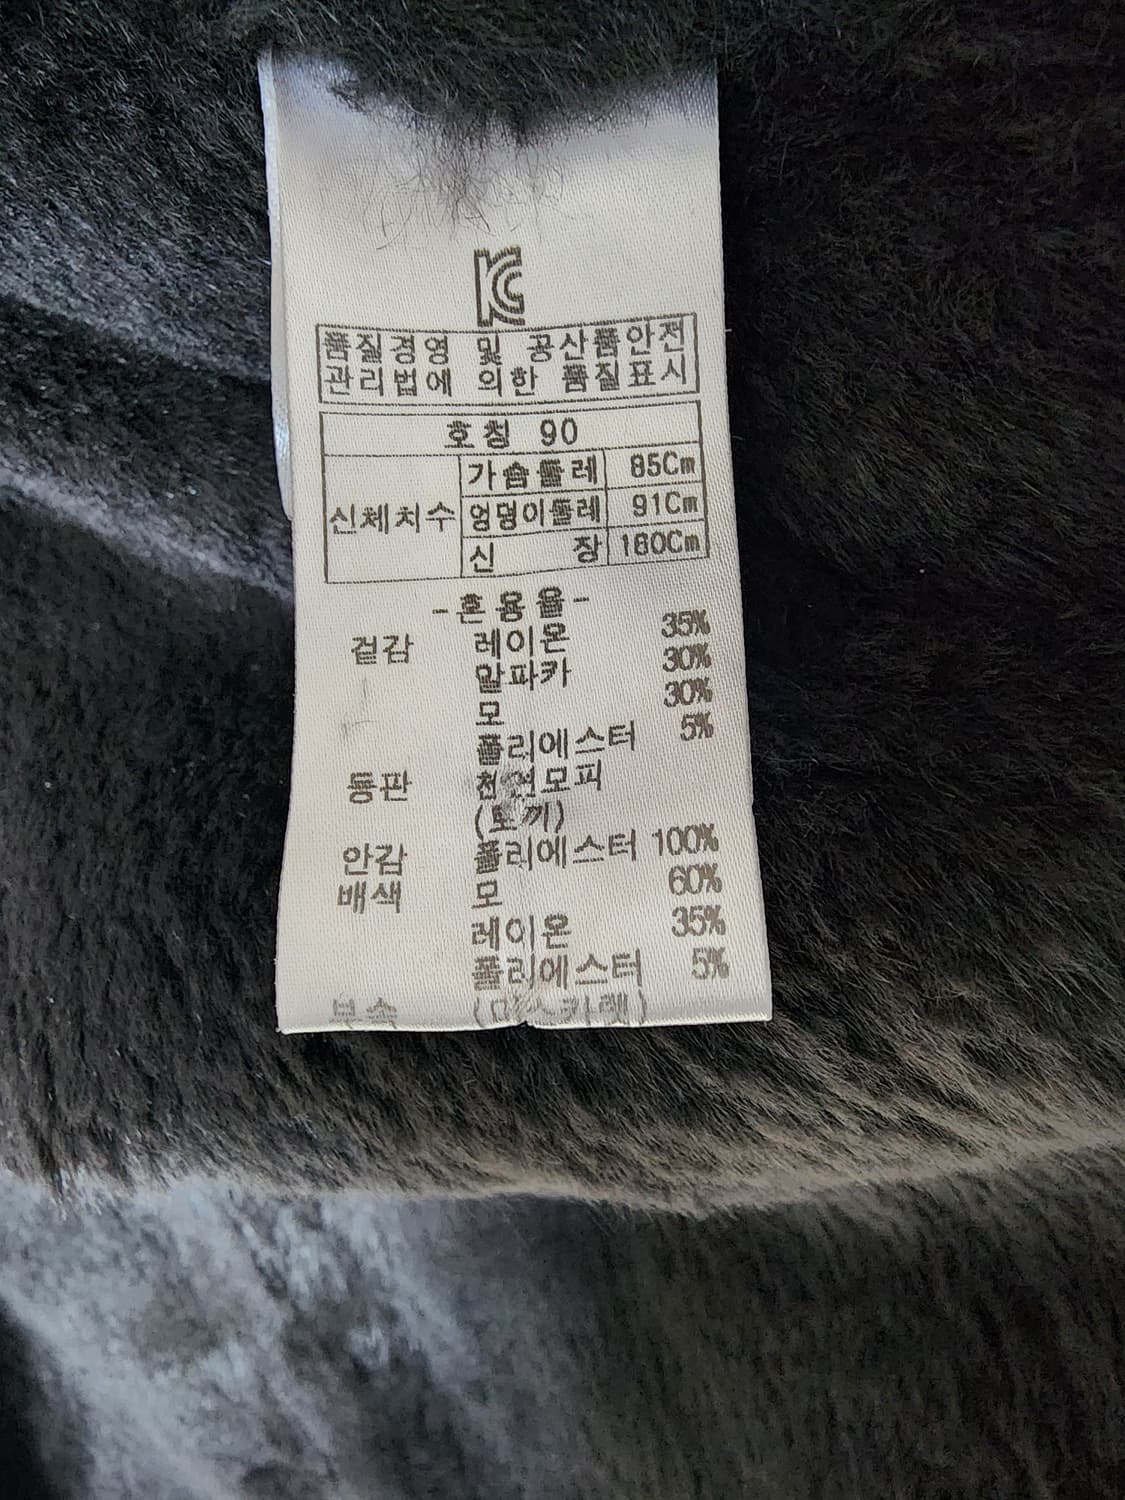 KC
품질경영 및 공산품안전
관리법에 의한 품질표시
호칭 90
신체치수 가슴둘레 85Cm
엉덩이둘레 91Cm
신 장 160Cm
-혼용율-
겉감 레이온 35%
알파카 30%
모 30%
폴리에스터 5%
등판 천연모피
(토끼)
안감 폴리에스터 100%
배색 모 60%
레이온 35%
폴리에스터 5%